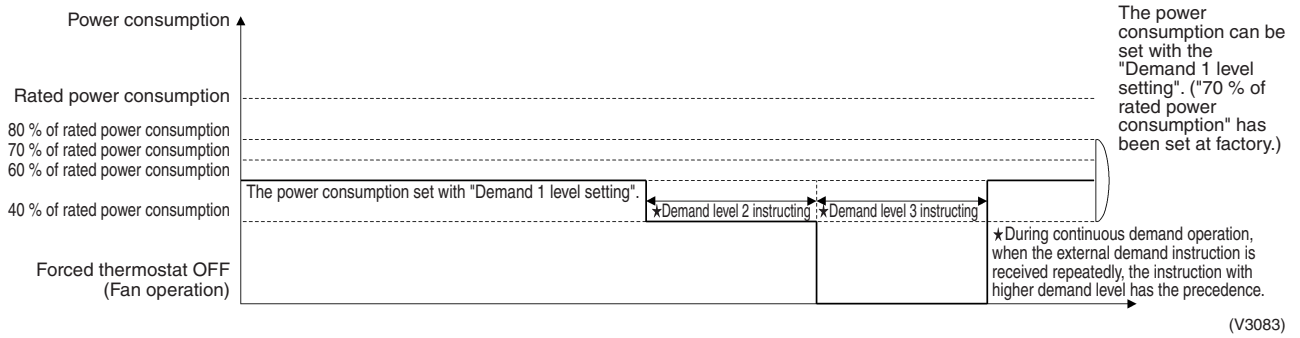 Power consumption
The power
consumption can be
set with the
"Demand 1 level
setting". ("70 % of
rated power
consumption" has
been set at factory.)
Rated power consumption
80 % of rated power consumption
70 % of rated power consumption
60 % of rated power consumption
The power consumption set with "Demand 1 level setting".
40 % of rated power consumption
★Demand level 2 instructing
★Demand level 3 instructing
★During continuous demand operation,
when the external demand instruction is
received repeatedly, the instruction with
higher demand level has the precedence.
Forced thermostat OFF
(Fan operation)
(V3083)